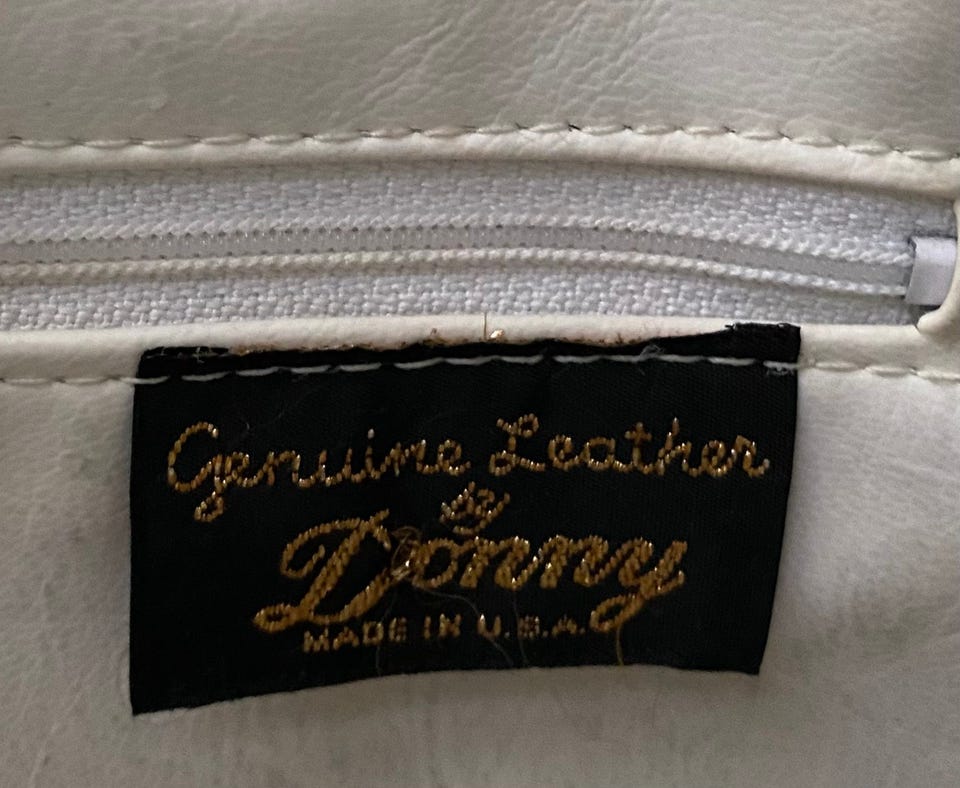 Genuine Leather
by
Donny
MADE IN U.S.A.